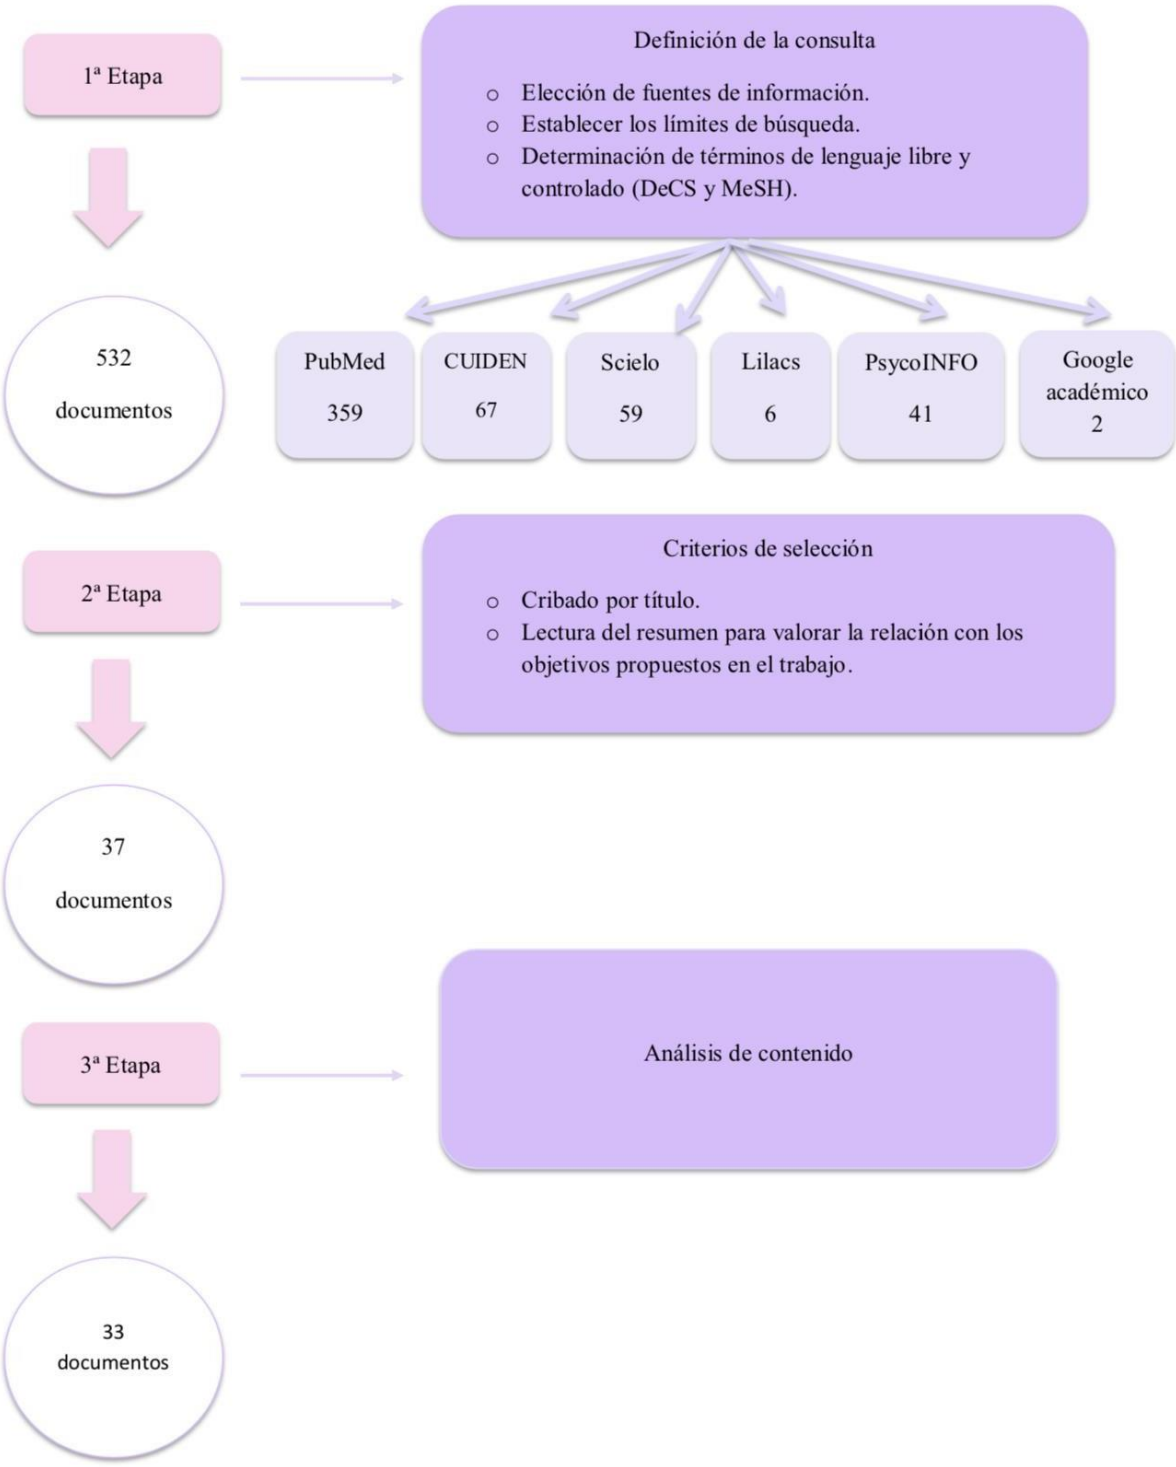 1ª Etapa
Definición de la consulta
o Elección de fuentes de información.
o Establecer los límites de búsqueda.
o Determinación de términos de lenguaje libre y
controlado (DeCS y MeSH).
532
documentos
PubMed
359
CUIDEN
67
Scielo
59
Lilacs
6
PsycoINFO
41
Google
académico
2
2ª Etapa
Criterios de selección
o Cribado por título.
o Lectura del resumen para valorar la relación con los
objetivos propuestos en el trabajo.
37
documentos
3ª Etapa
Análisis de contenido
33
documentos